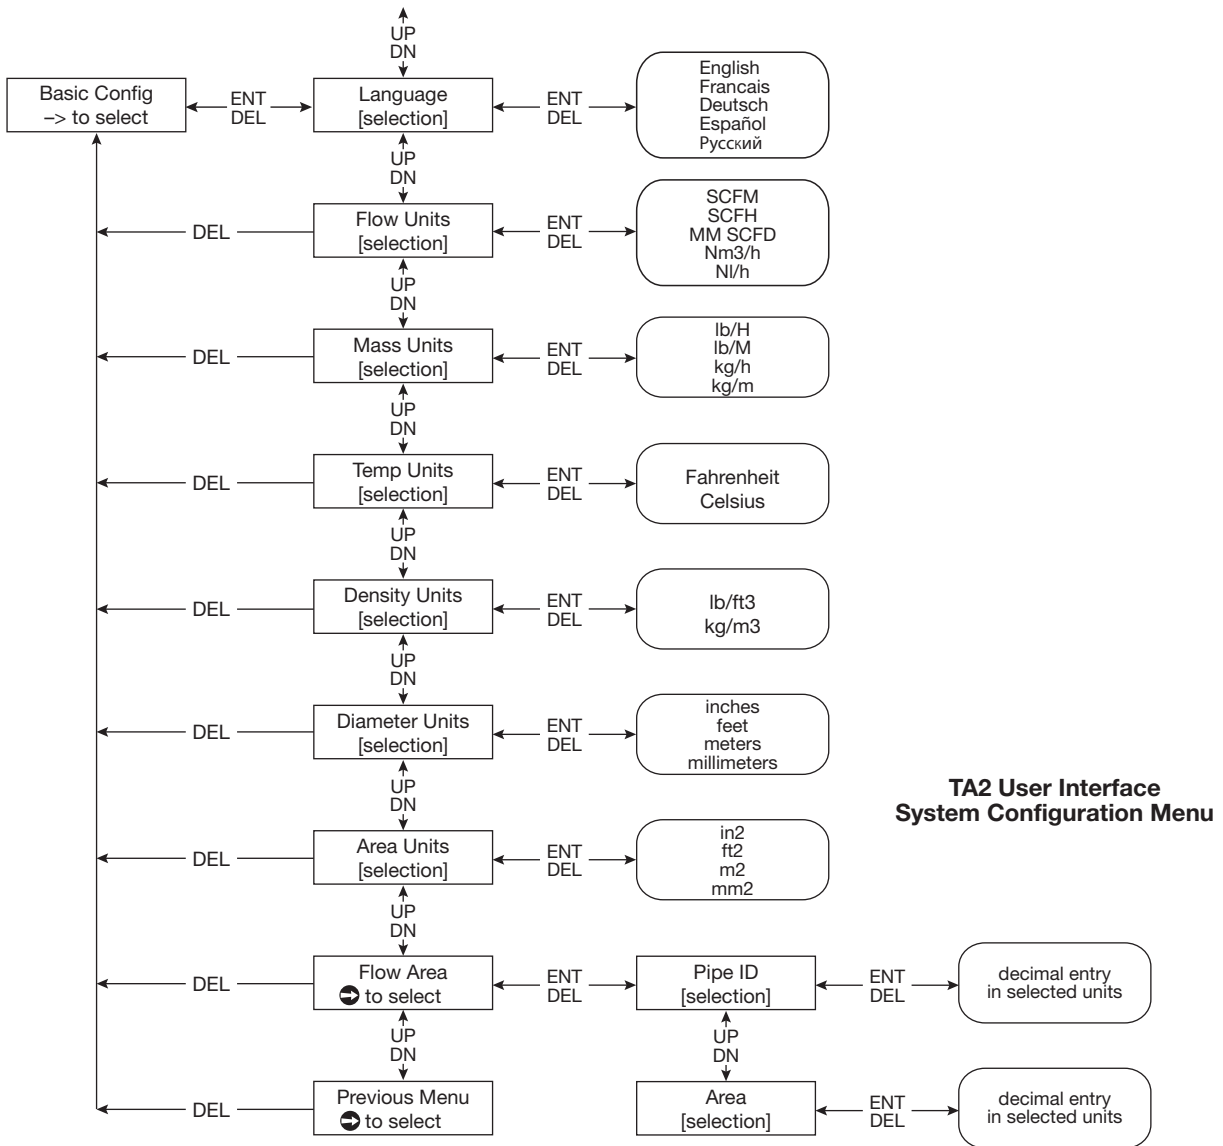 UP
DN
Basic Config
–> to select
ENT
DEL
Language
[selection]
ENT
DEL
English
Francais
Deutsch
Español
Русский
UP
DN
DEL
Flow Units
[selection]
ENT
DEL
SCFM
SCFH
MM SCFD
Nm3/h
Nl/h
UP
DN
DEL
Mass Units
[selection]
ENT
DEL
lb/H
lb/M
kg/h
kg/m
UP
DN
DEL
Temp Units
[selection]
ENT
DEL
Fahrenheit
Celsius
UP
DN
DEL
Density Units
[selection]
ENT
DEL
lb/ft3
kg/m3
UP
DN
DEL
Diameter Units
[selection]
ENT
DEL
inches
feet
meters
millimeters
TA2 User Interface
System Configuration Menu
UP
DN
DEL
Area Units
[selection]
ENT
DEL
in2
ft2
m2
mm2
UP
DN
DEL
Flow Area
➲ to select
ENT
DEL
Pipe ID
[selection]
ENT
DEL
decimal entry
in selected units
UP
DN
UP
DN
DEL
Previous Menu
➲ to select
Area
[selection]
ENT
DEL
decimal entry
in selected units